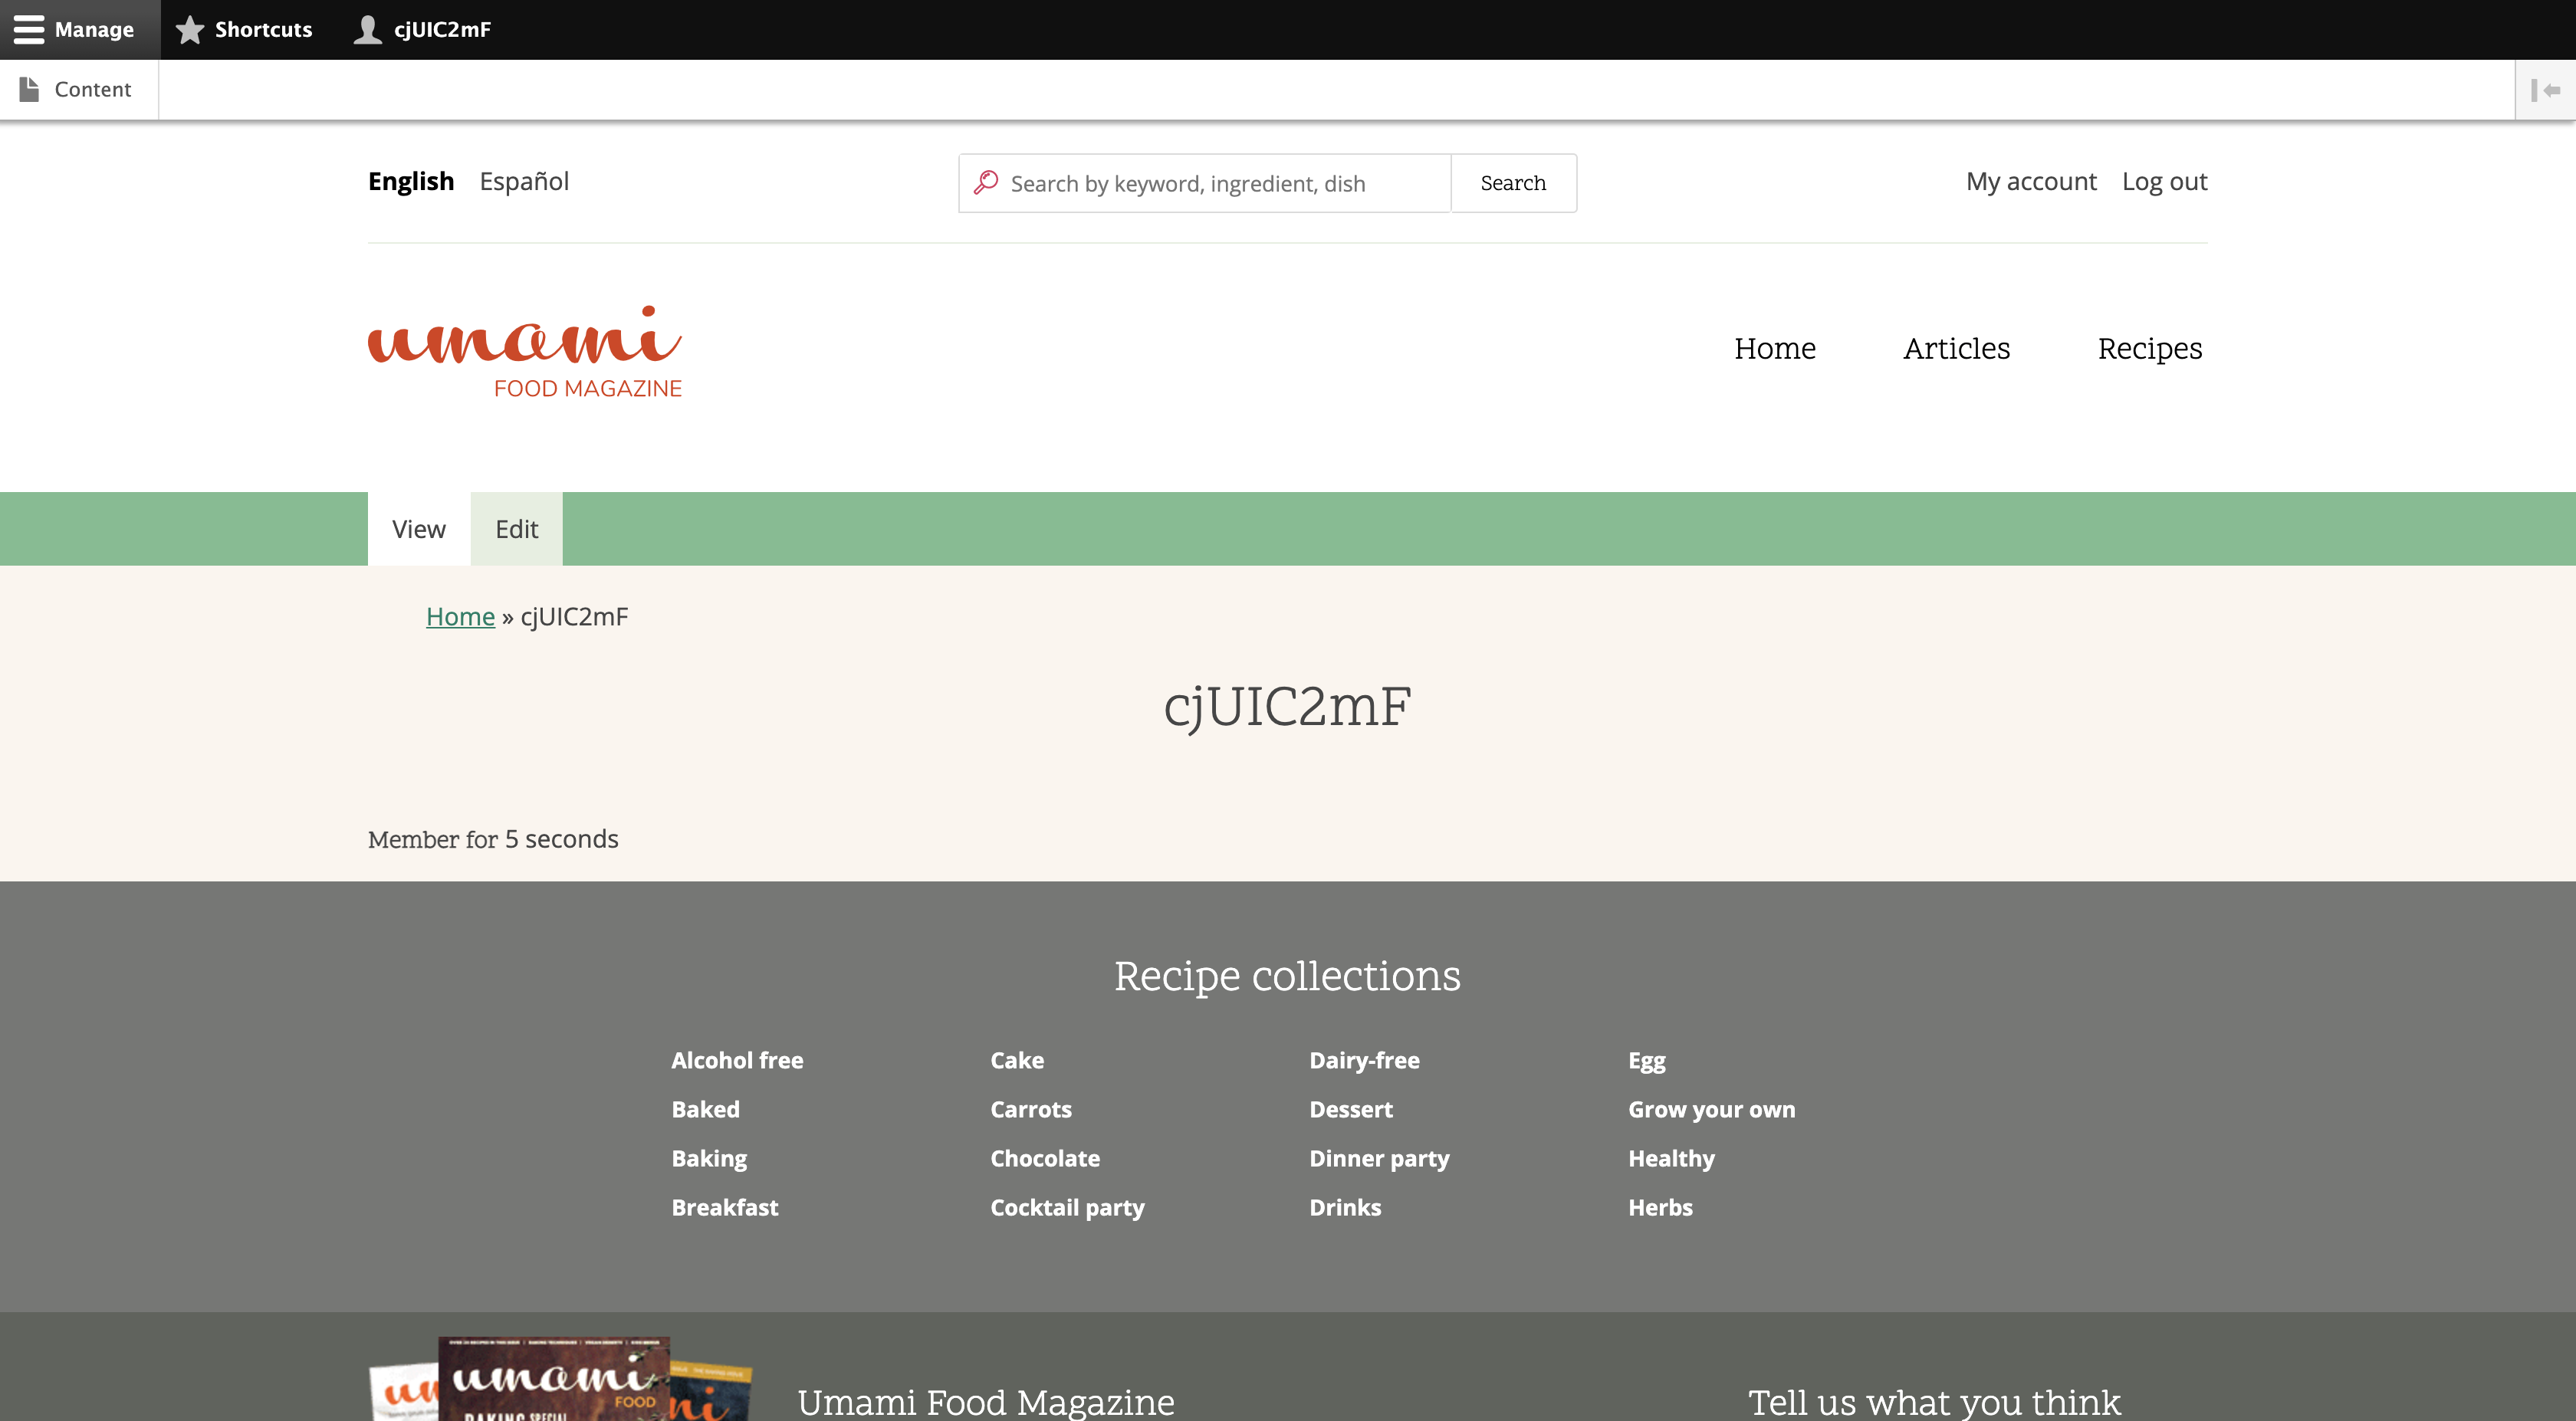 Manage Shortcuts cjUIC2mF
Content
English Español Search by keyword, ingredient, dish Search My account Log out
umami
FOOD MAGAZINE
Home Articles Recipes
View Edit
Home » cjUIC2mF
cjUIC2mF
Member for 5 seconds
Recipe collections
Alcohol free Cake Dairy-free Egg
Baked Carrots Dessert Grow your own
Baking Chocolate Dinner party Healthy
Breakfast Cocktail party Drinks Herbs
umami
FOOD
BAKING SPECIAL
Umami Food Magazine Tell us what you think